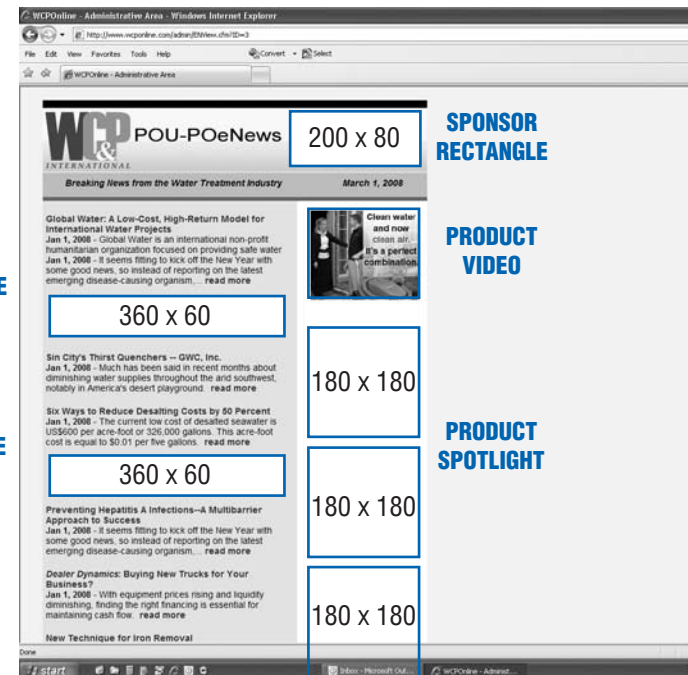 WCPOnline - Administrative Area - Windows Internet Explorer
http://www.wcponline.com/admin/ENView.cfm?ID=3
File Edit View Favorites Tools Help
Convert
Select
WCPOnline - Administrative Area
WC&P
INTERNATIONAL
POU-POeNews
200 x 80
SPONSOR
RECTANGLE
Breaking News from the Water Treatment Industry
March 1, 2008
Global Water: A Low-Cost, High-Return Model for
International Water Projects
Jan 1, 2008 - Global Water is an international non-profit
humanitarian organization focused on providing safe water
Jan 1, 2008 - It seems fitting to kick off the New Year with
some good news, so instead of reporting on the latest
emerging disease-causing organism,... read more
360 x 60
Sin City's Thirst Quenchers -- GWC, Inc.
Jan 1, 2008 - Much has been said in recent months about
diminishing water supplies throughout the arid southwest,
notably in America's desert playground. read more
Six Ways to Reduce Desalting Costs by 50 Percent
Jan 1, 2008 - The current low cost of desalted seawater is
US$600 per acre-foot or 326,000 gallons. This acre-foot
cost is equal to $0.01 per five gallons. read more
360 x 60
Preventing Hepatitis A Infections--A Multibarrier
Approach to Success
Jan 1, 2008 - It seems fitting to kick off the New Year with
some good news, so instead of reporting on the latest
emerging disease-causing organism,... read more
Dealer Dynamics: Buying New Trucks for Your
Business?
Jan 1, 2008 - With equipment prices rising and liquidity
diminishing, finding the right financing is essential for
maintaining cash flow. read more
New Technique for Iron Removal
Clean water
and now
clean air.
It's a perfect
combination.
PRODUCT
VIDEO
180 x 180
180 x 180
180 x 180
PRODUCT
SPOTLIGHT
E
E
Done
start
Inbox - Microsoft Out...
WCPOnline - Administ...